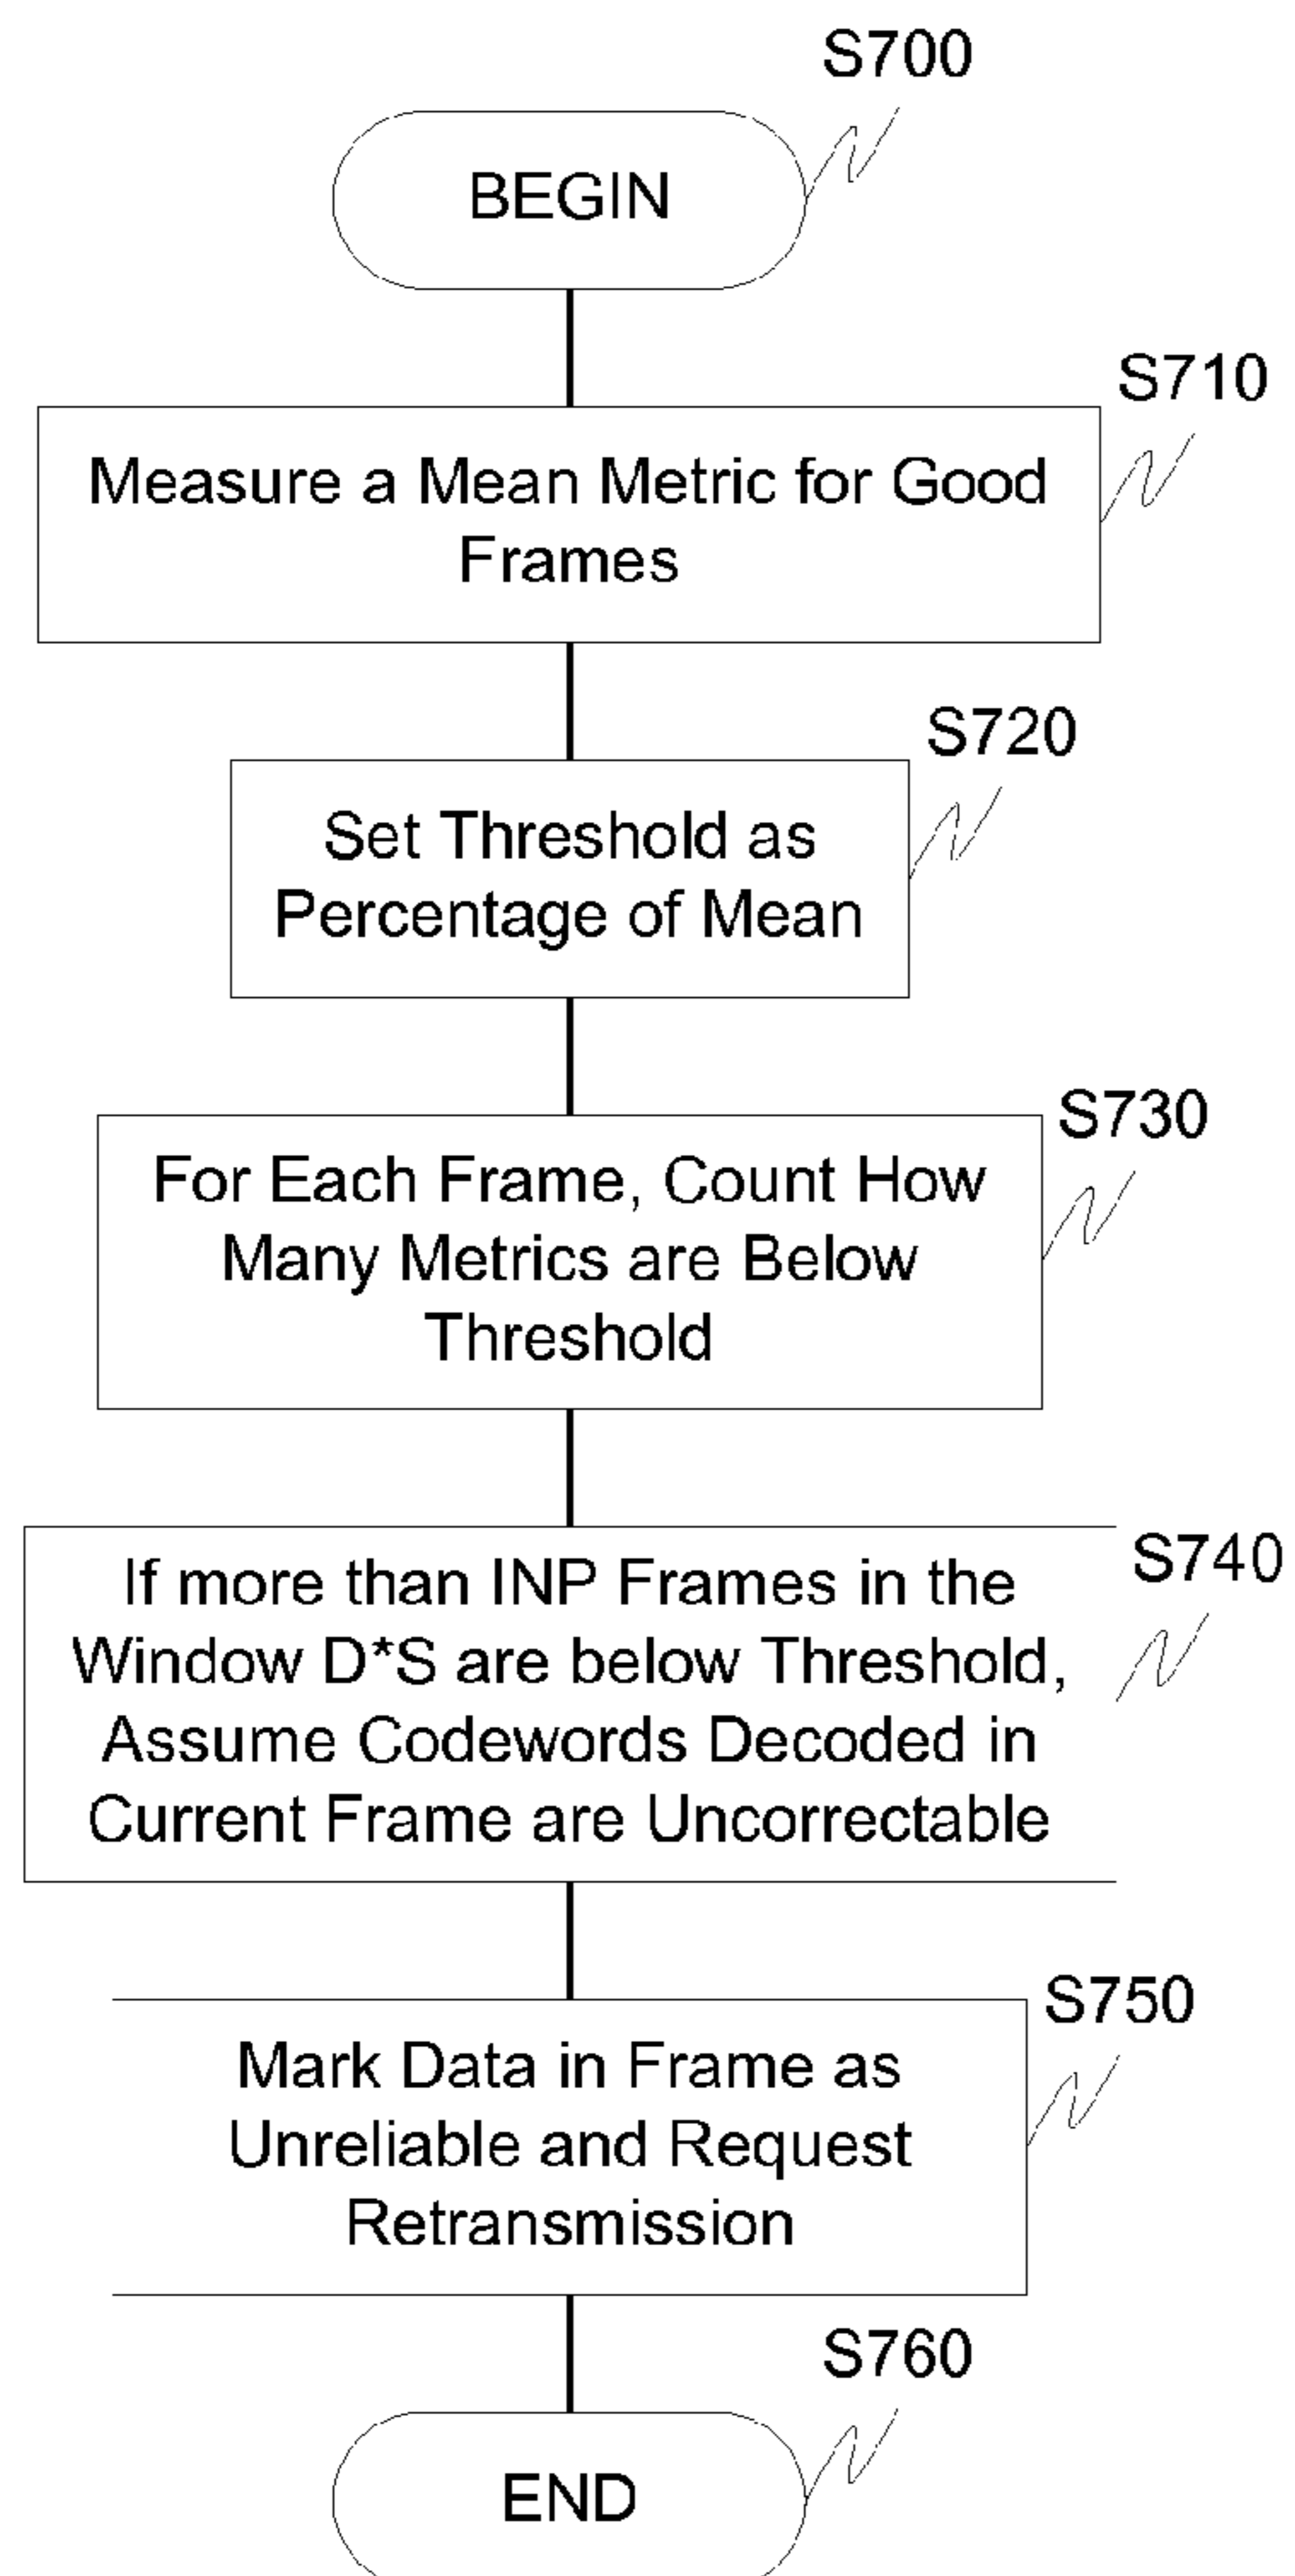 S700
BEGIN
S710
Measure a Mean Metric for Good
Frames
S720
Set Threshold as
Percentage of Mean
S730
For Each Frame, Count How
Many Metrics are Below
Threshold
S740
If more than INP Frames in the
Window D*S are below Threshold,
Assume Codewords Decoded in
Current Frame are Uncorrectable
S750
Mark Data in Frame as
Unreliable and Request
Retransmission
S760
END